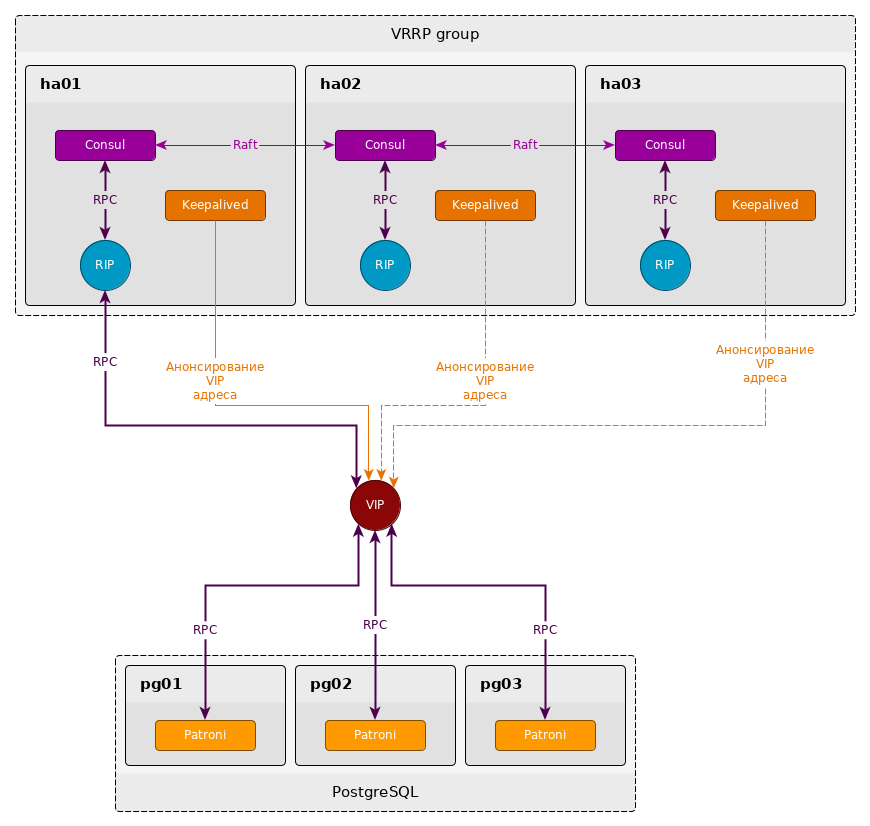 VRRP group
ha01
ha02
ha03
Consul
Raft
Consul
Raft
Consul
RPC
RPC
RPC
Keepalived
Keepalived
Keepalived
RIP
RIP
RIP
RPC
Анонсирование
VIP
адреса
Анонсирование
VIP
адреса
Анонсирование
VIP
адреса
VIP
RPC
RPC
RPC
pg01
pg02
pg03
Patroni
Patroni
Patroni
PostgreSQL